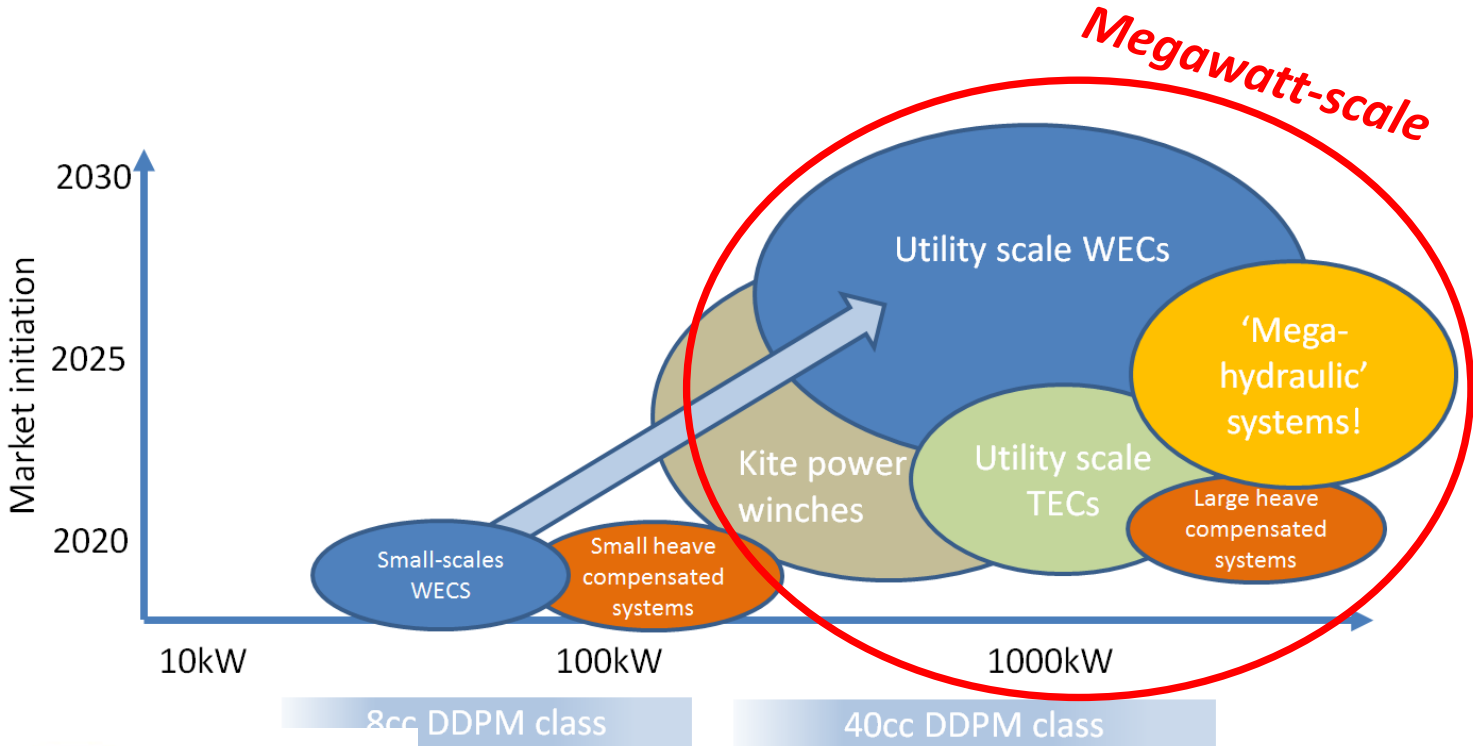 Megawatt-scale
2030
Utility scale WECs
'Mega-
hydraulic'
systems!
2025
Market initiation
Kite power
winches
Utility scale
TECs
Large heave
compensated
systems
2020
Small-scales
WECS
Small heave
compensated
systems
10kW
100kW
1000kW
8cc DDPM class
40cc DDPM class